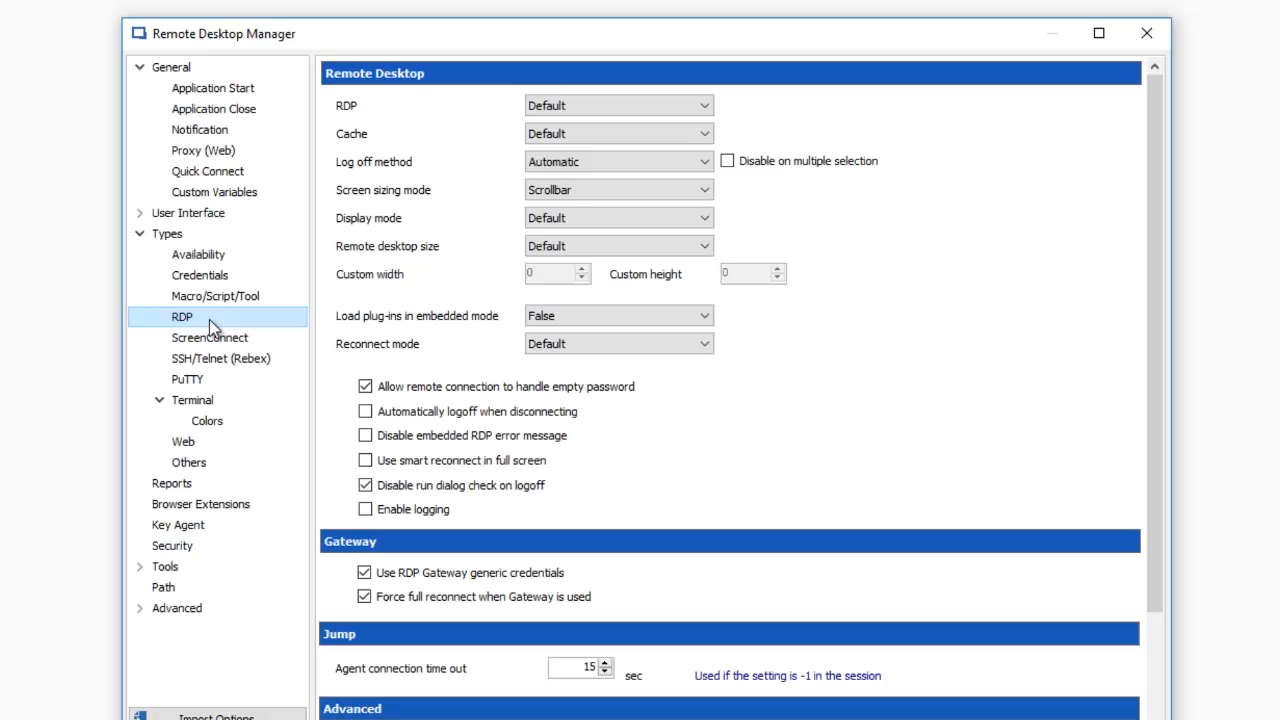 Remote Desktop Manager
General
Application Start
Application Close
Notification
Proxy (Web)
Quick Connect
Custom Variables
User Interface
Types
Availability
Credentials
Macro/Script/Tool
RDP
ScreenConnect
SSH/Telnet (Rebex)
PuTTY
Terminal
Colors
Web
Others
Reports
Browser Extensions
Key Agent
Security
Tools
Path
Advanced
Import Options
Remote Desktop
RDP Default
Cache Default
Log off method Automatic Disable on multiple selection
Screen sizing mode Scrollbar
Display mode Default
Remote desktop size Default
Custom width 0 Custom height 0
Load plug-ins in embedded mode False
Reconnect mode Default
Allow remote connection to handle empty password
Automatically logoff when disconnecting
Disable embedded RDP error message
Use smart reconnect in full screen
Disable run dialog check on logoff
Enable logging
Gateway
Use RDP Gateway generic credentials
Force full reconnect when Gateway is used
Jump
Agent connection time out 15 sec Used if the setting is -1 in the session
Advanced